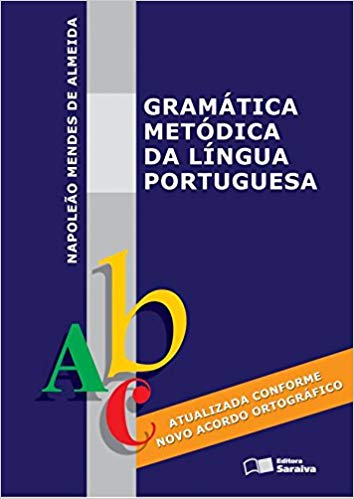 NAPOLEÃO MENDES DE ALMEIDA
GRAMÁTICA
METÓDICA
DA LÍNGUA
PORTUGUESA
A
b
c
ATUALIZADA CONFORME
NOVO ACORDO ORTOGRÁFICO
Editora
Saraiva